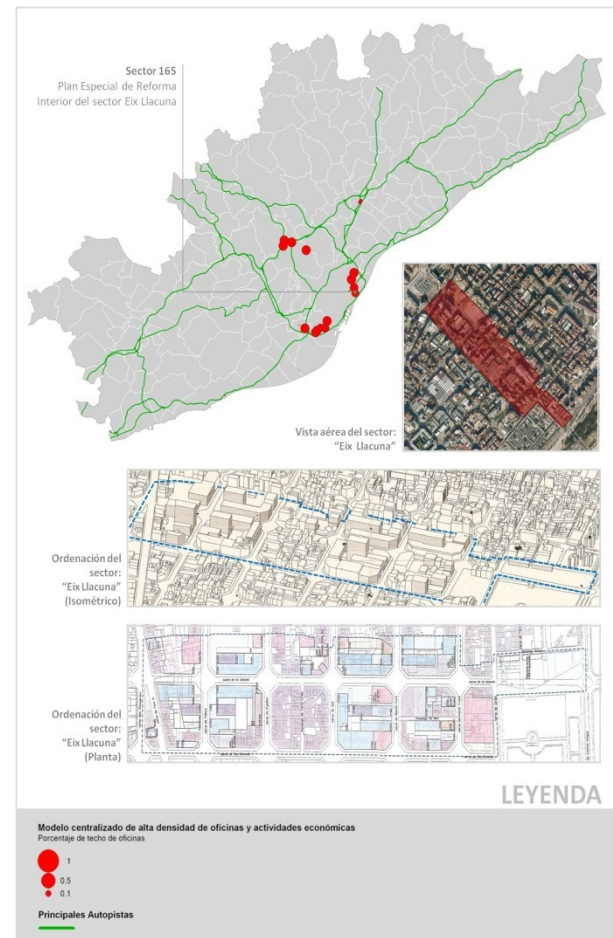 Sector 165
Plan Especial de Reforma
Interior del sector Eix Llacuna
Vista aérea del sector:
"Eix Llacuna"
Ordenación del
sector:
"Eix Llacuna"
(Isométrico)
Ordenación del
sector:
"Eix Llacuna"
(Planta)
LEYENDA
Modelo centralizado de alta densidad de oficinas y actividades económicas
Porcentaje de techo de oficinas
1
0.5
0.1
Principales Autopistas